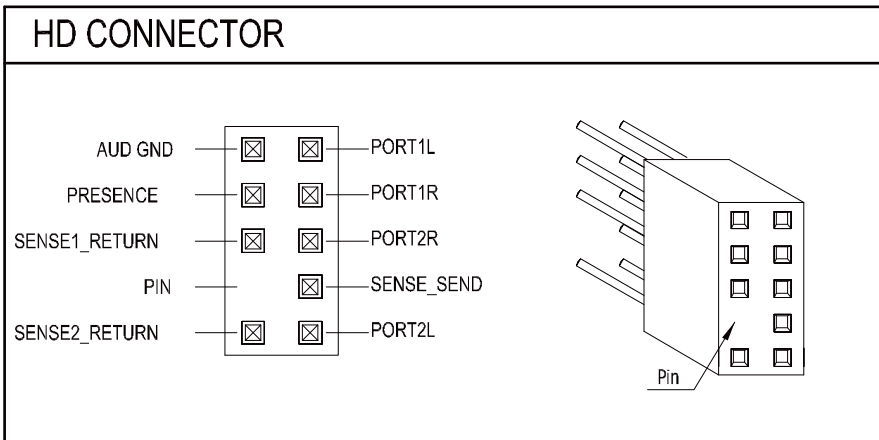 HD CONNECTOR
AUD GND
PORT1L
PRESENCE
PORT1R
SENSE1_RETURN
PORT2R
PIN
SENSE_SEND
SENSE2_RETURN
PORT2L
Pin